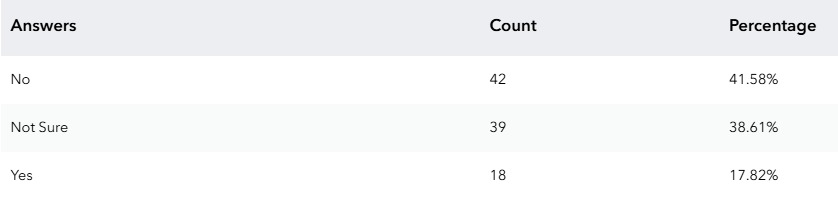 Answers Count Percentage
No 42 41.58%
Not Sure 39 38.61%
Yes 18 17.82%